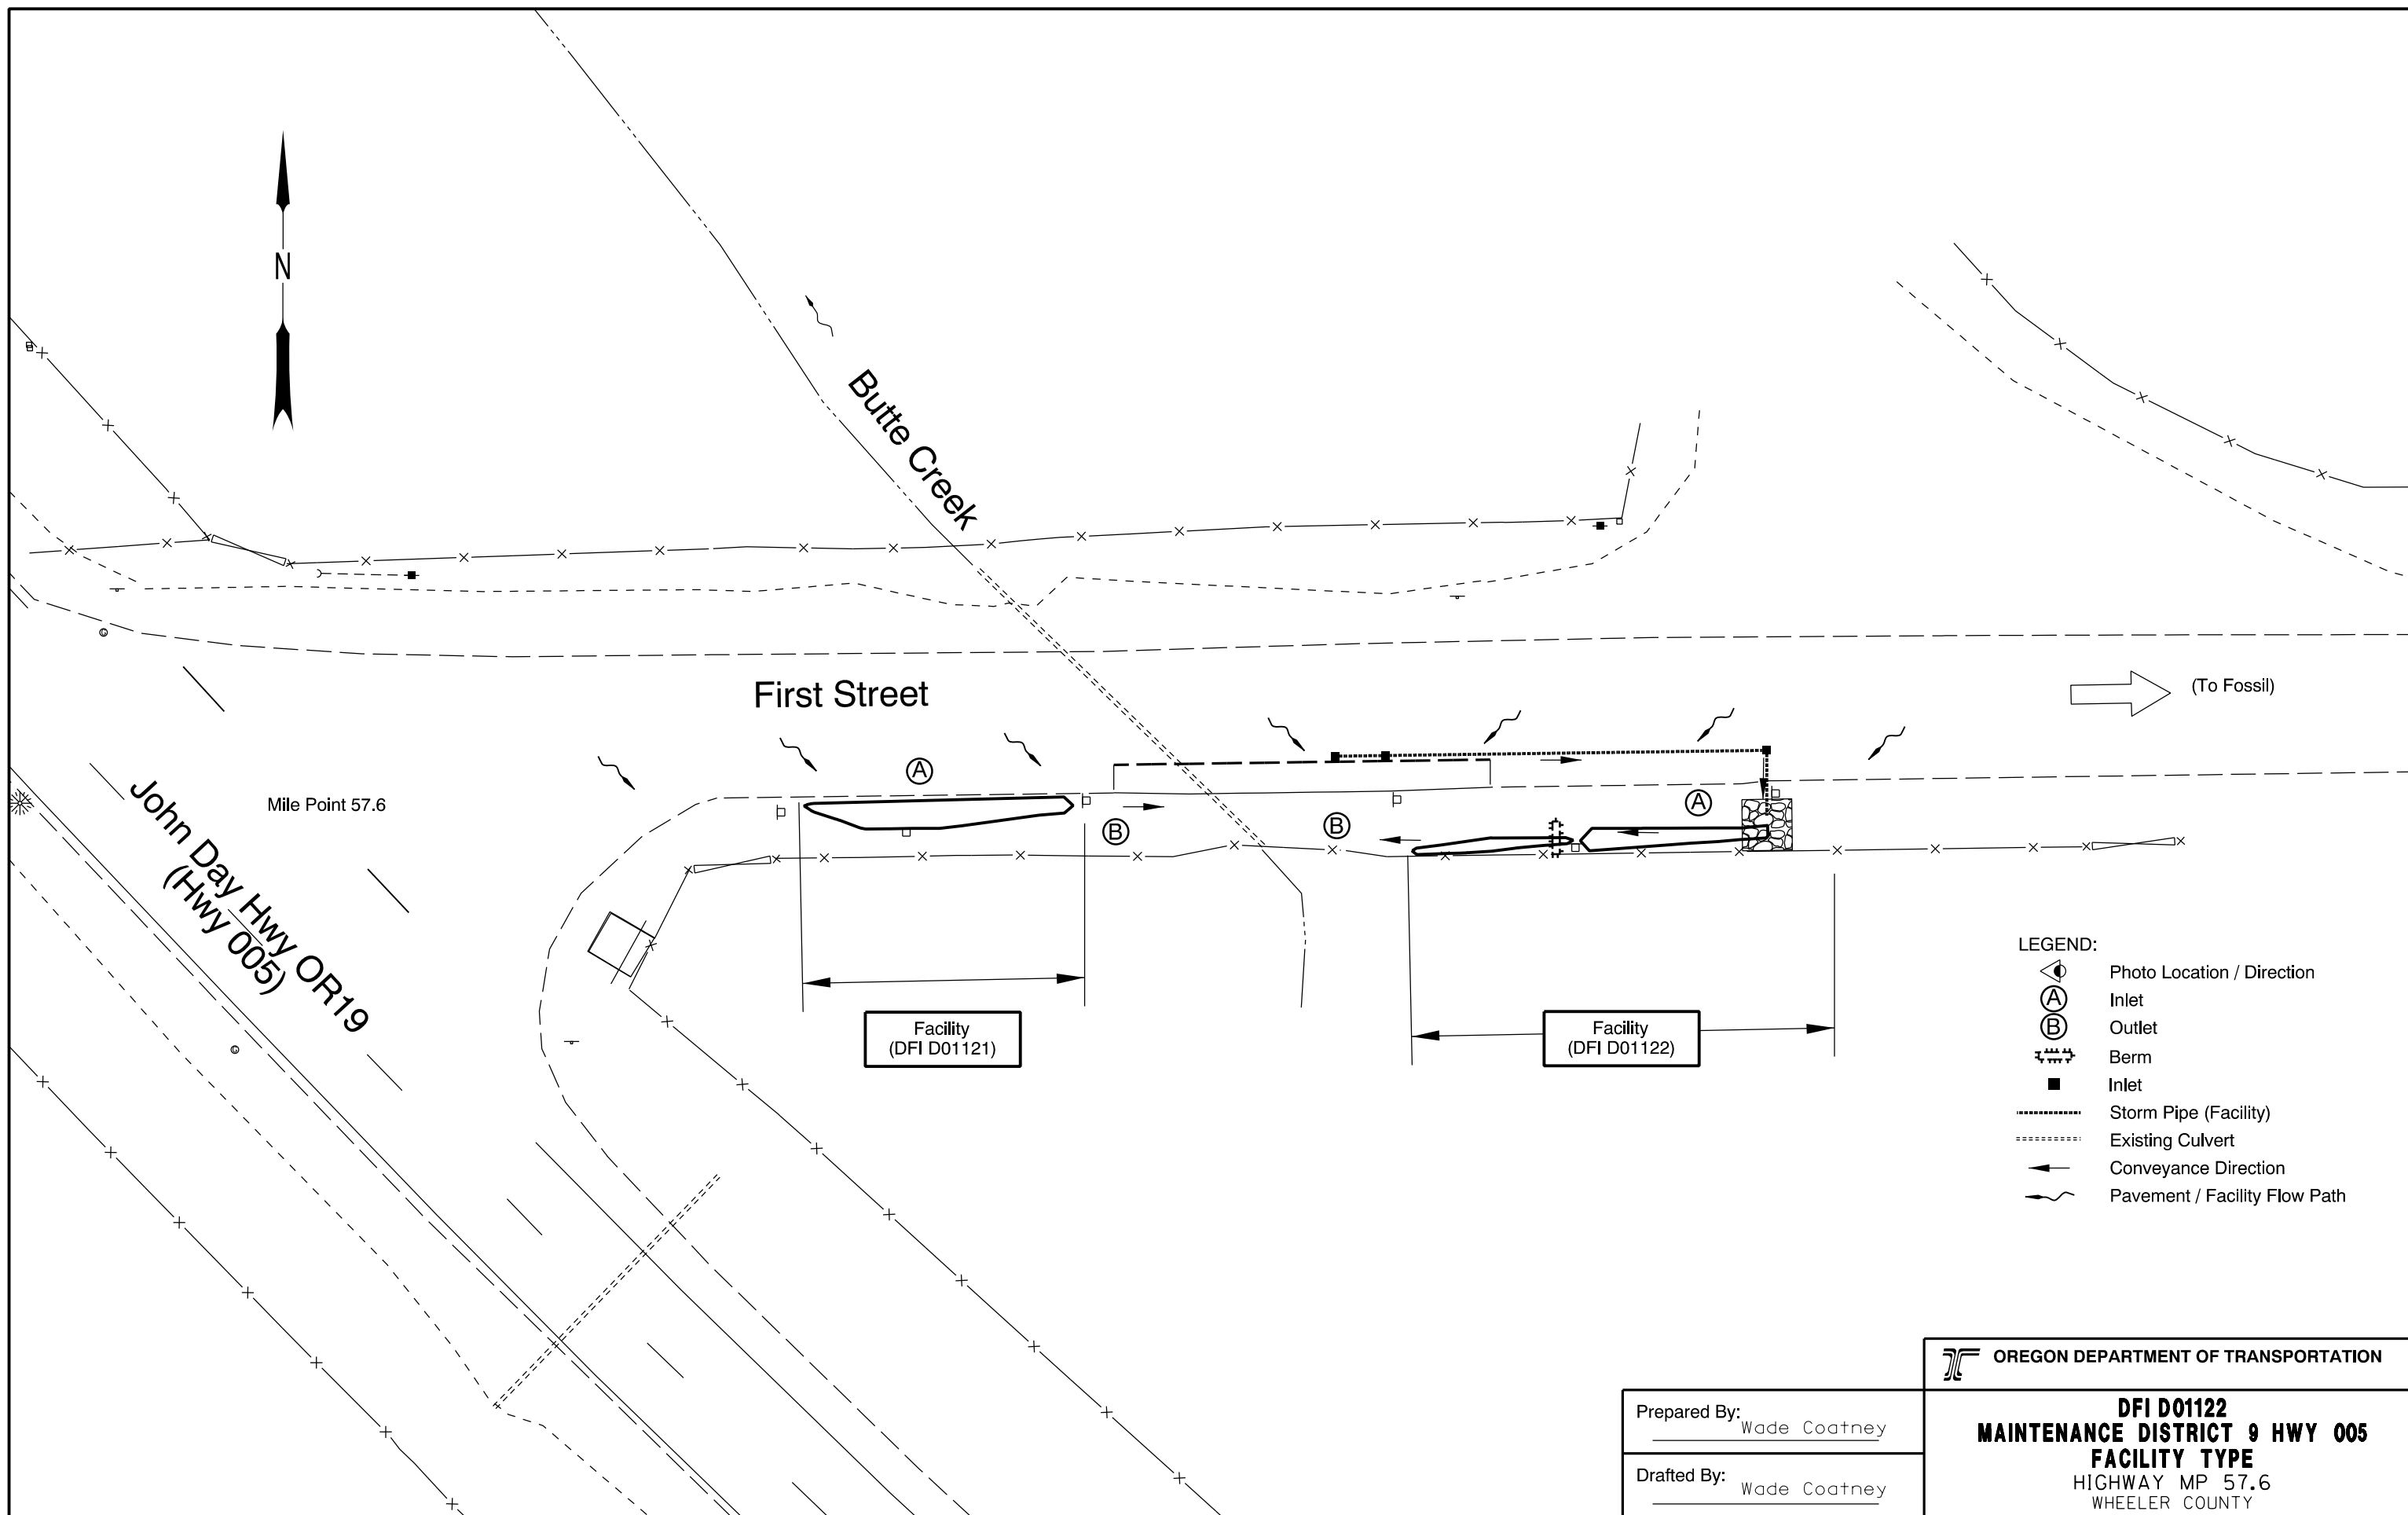 N
Butte Creek
First Street
(To Fossil)
A
Mile Point 57.6
John Day Hwy OR19
(Hwy 005)
B
B
A
Facility
(DFI D01121)
Facility
(DFI D01122)
LEGEND:
Photo Location / Direction
A Inlet
B Outlet
Berm
Inlet
Storm Pipe (Facility)
Existing Culvert
Conveyance Direction
Pavement / Facility Flow Path
OREGON DEPARTMENT OF TRANSPORTATION
Prepared By: Wade Coatney
Drafted By: Wade Coatney
DFI D01122
MAINTENANCE DISTRICT 9 HWY 005
FACILITY TYPE
HIGHWAY MP 57.6
WHEELER COUNTY